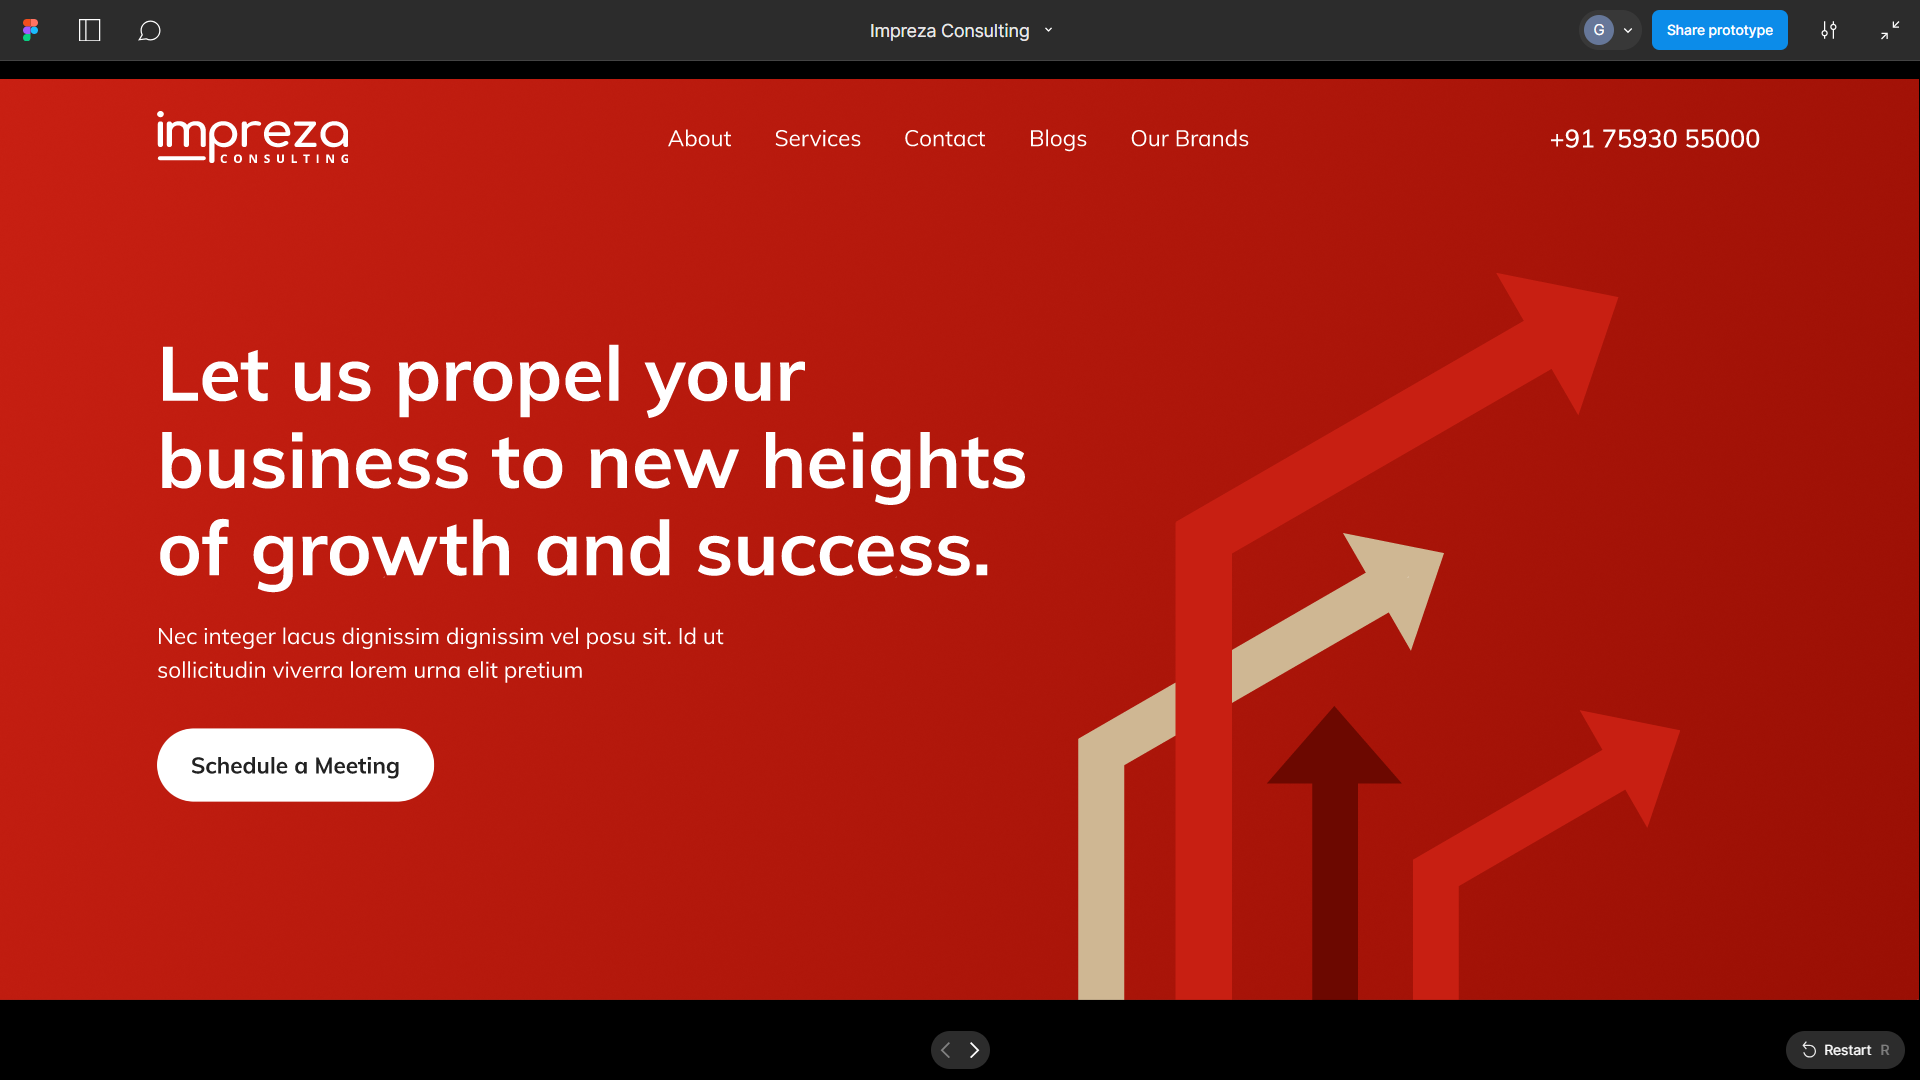 Impreza Consulting
G
Share prototype
impreza
CONSULTING
About
Services
Contact
Blogs
Our Brands
+91 75930 55000
Let us propel your
business to new heights
of growth and success.
Nec integer lacus dignissim dignissim vel posu sit. Id ut
sollicitudin viverra lorem urna elit pretium
Schedule a Meeting
Restart R